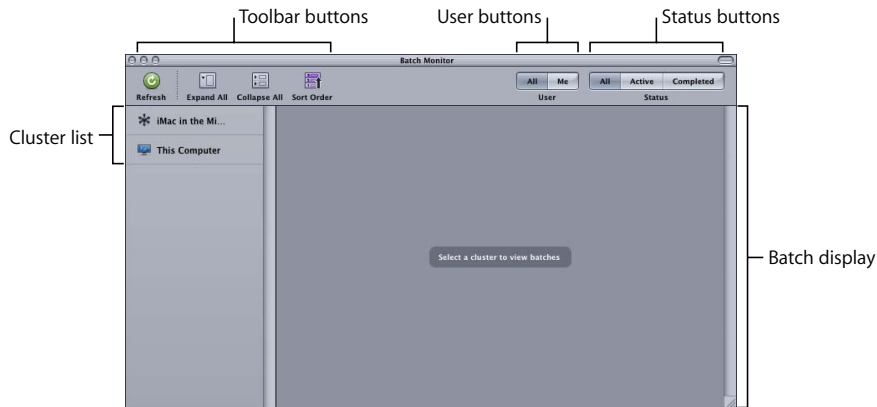 Toolbar buttons
User buttons
Status buttons
Batch Monitor
All Me
All Active Completed
Refresh Expand All Collapse All Sort Order
User
Status
Cluster list
iMac in the Mi...
This Computer
Select a cluster to view batches
Batch display